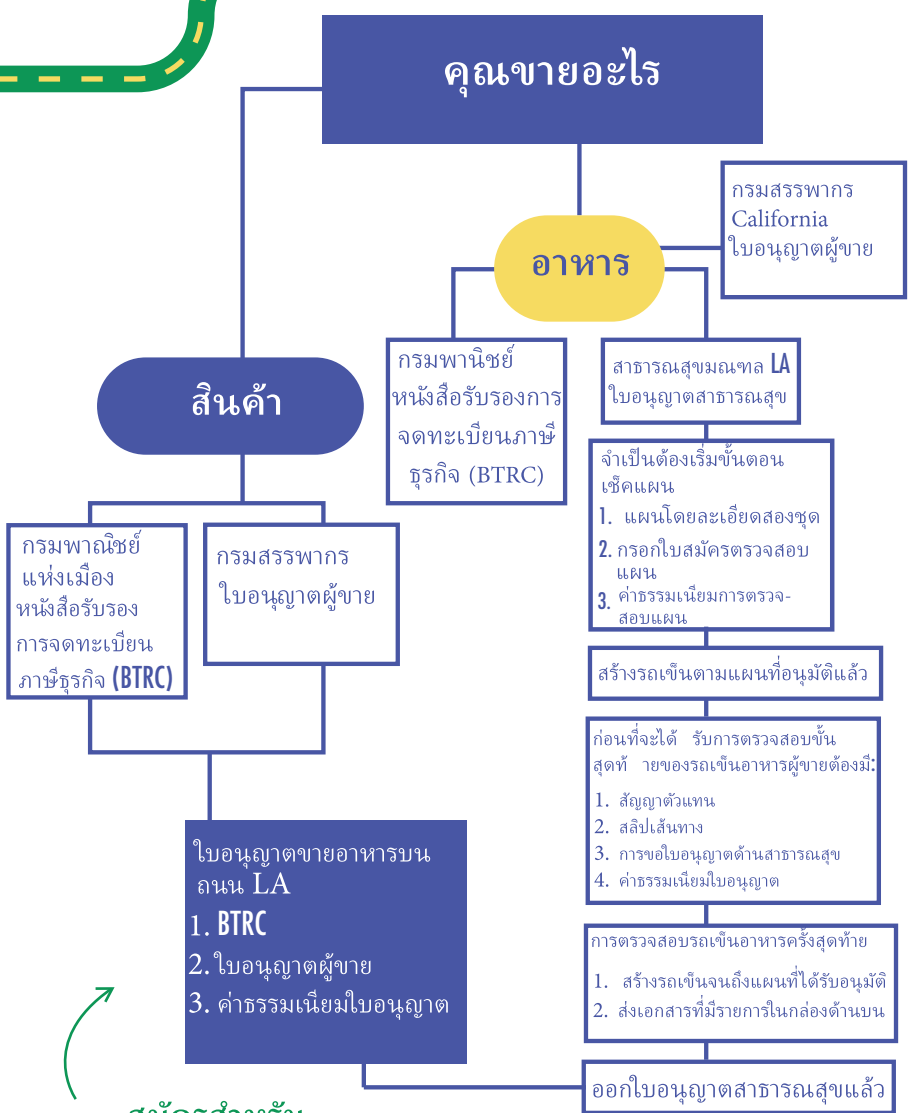 คุณขายอะไร
กรมสรรพากร
California
ใบอนุญาตผู้ขาย
อาหาร
กรมพานิชย์
หนังสือรับรองการ
จดทะเบียนภาษี
ธุรกิจ (BTRC)
สาธารณสุขมณฑล LA
ใบอนุญาตสาธารณสุข
สินค้า
จำเป็นต้องเริ่มขั้นตอน
เช็คแผน
1. แผนโดยละเอียดสองชุด
2. กรอกใบสมัครตรวจสอบ
แผน
3. ค่าธรรมเนียมการตรวจ-
สอบแผน
กรมพาณิชย์
แห่งเมือง
หนังสือรับรอง
การจดทะเบียน
ภาษีธุรกิจ (BTRC)
กรมสรรพากร
ใบอนุญาตผู้ขาย
สร้างรถเข็นตามแผนที่อนุมัติแล้ว
ก่อนที่จะได้ รับการตรวจสอบขั้น
สุดท้ ายของรถเข็นอาหารผู้ขายต้องมี:
1. สัญญาตัวแทน
2. สลิปเส้นทาง
3. การขอใบอนุญาตด้านสาธารณสุข
4. ค่าธรรมเนียมใบอนุญาต
ใบอนุญาตขายอาหารบน
ถนน LA
1. BTRC
2. ใบอนุญาตผู้ขาย
3. ค่าธรรมเนียมใบอนุญาต
การตรวจสอบรถเข็นอาหารครั้งสุดท้าย
1. สร้างรถเข็นจนถึงแผนที่ได้รับอนุมัติ
2. ส่งเอกสารที่มีรายการในกล่องด้านบน
ออกใบอนุญาตสาธารณสุขแล้ว
สมัครสำหรับ